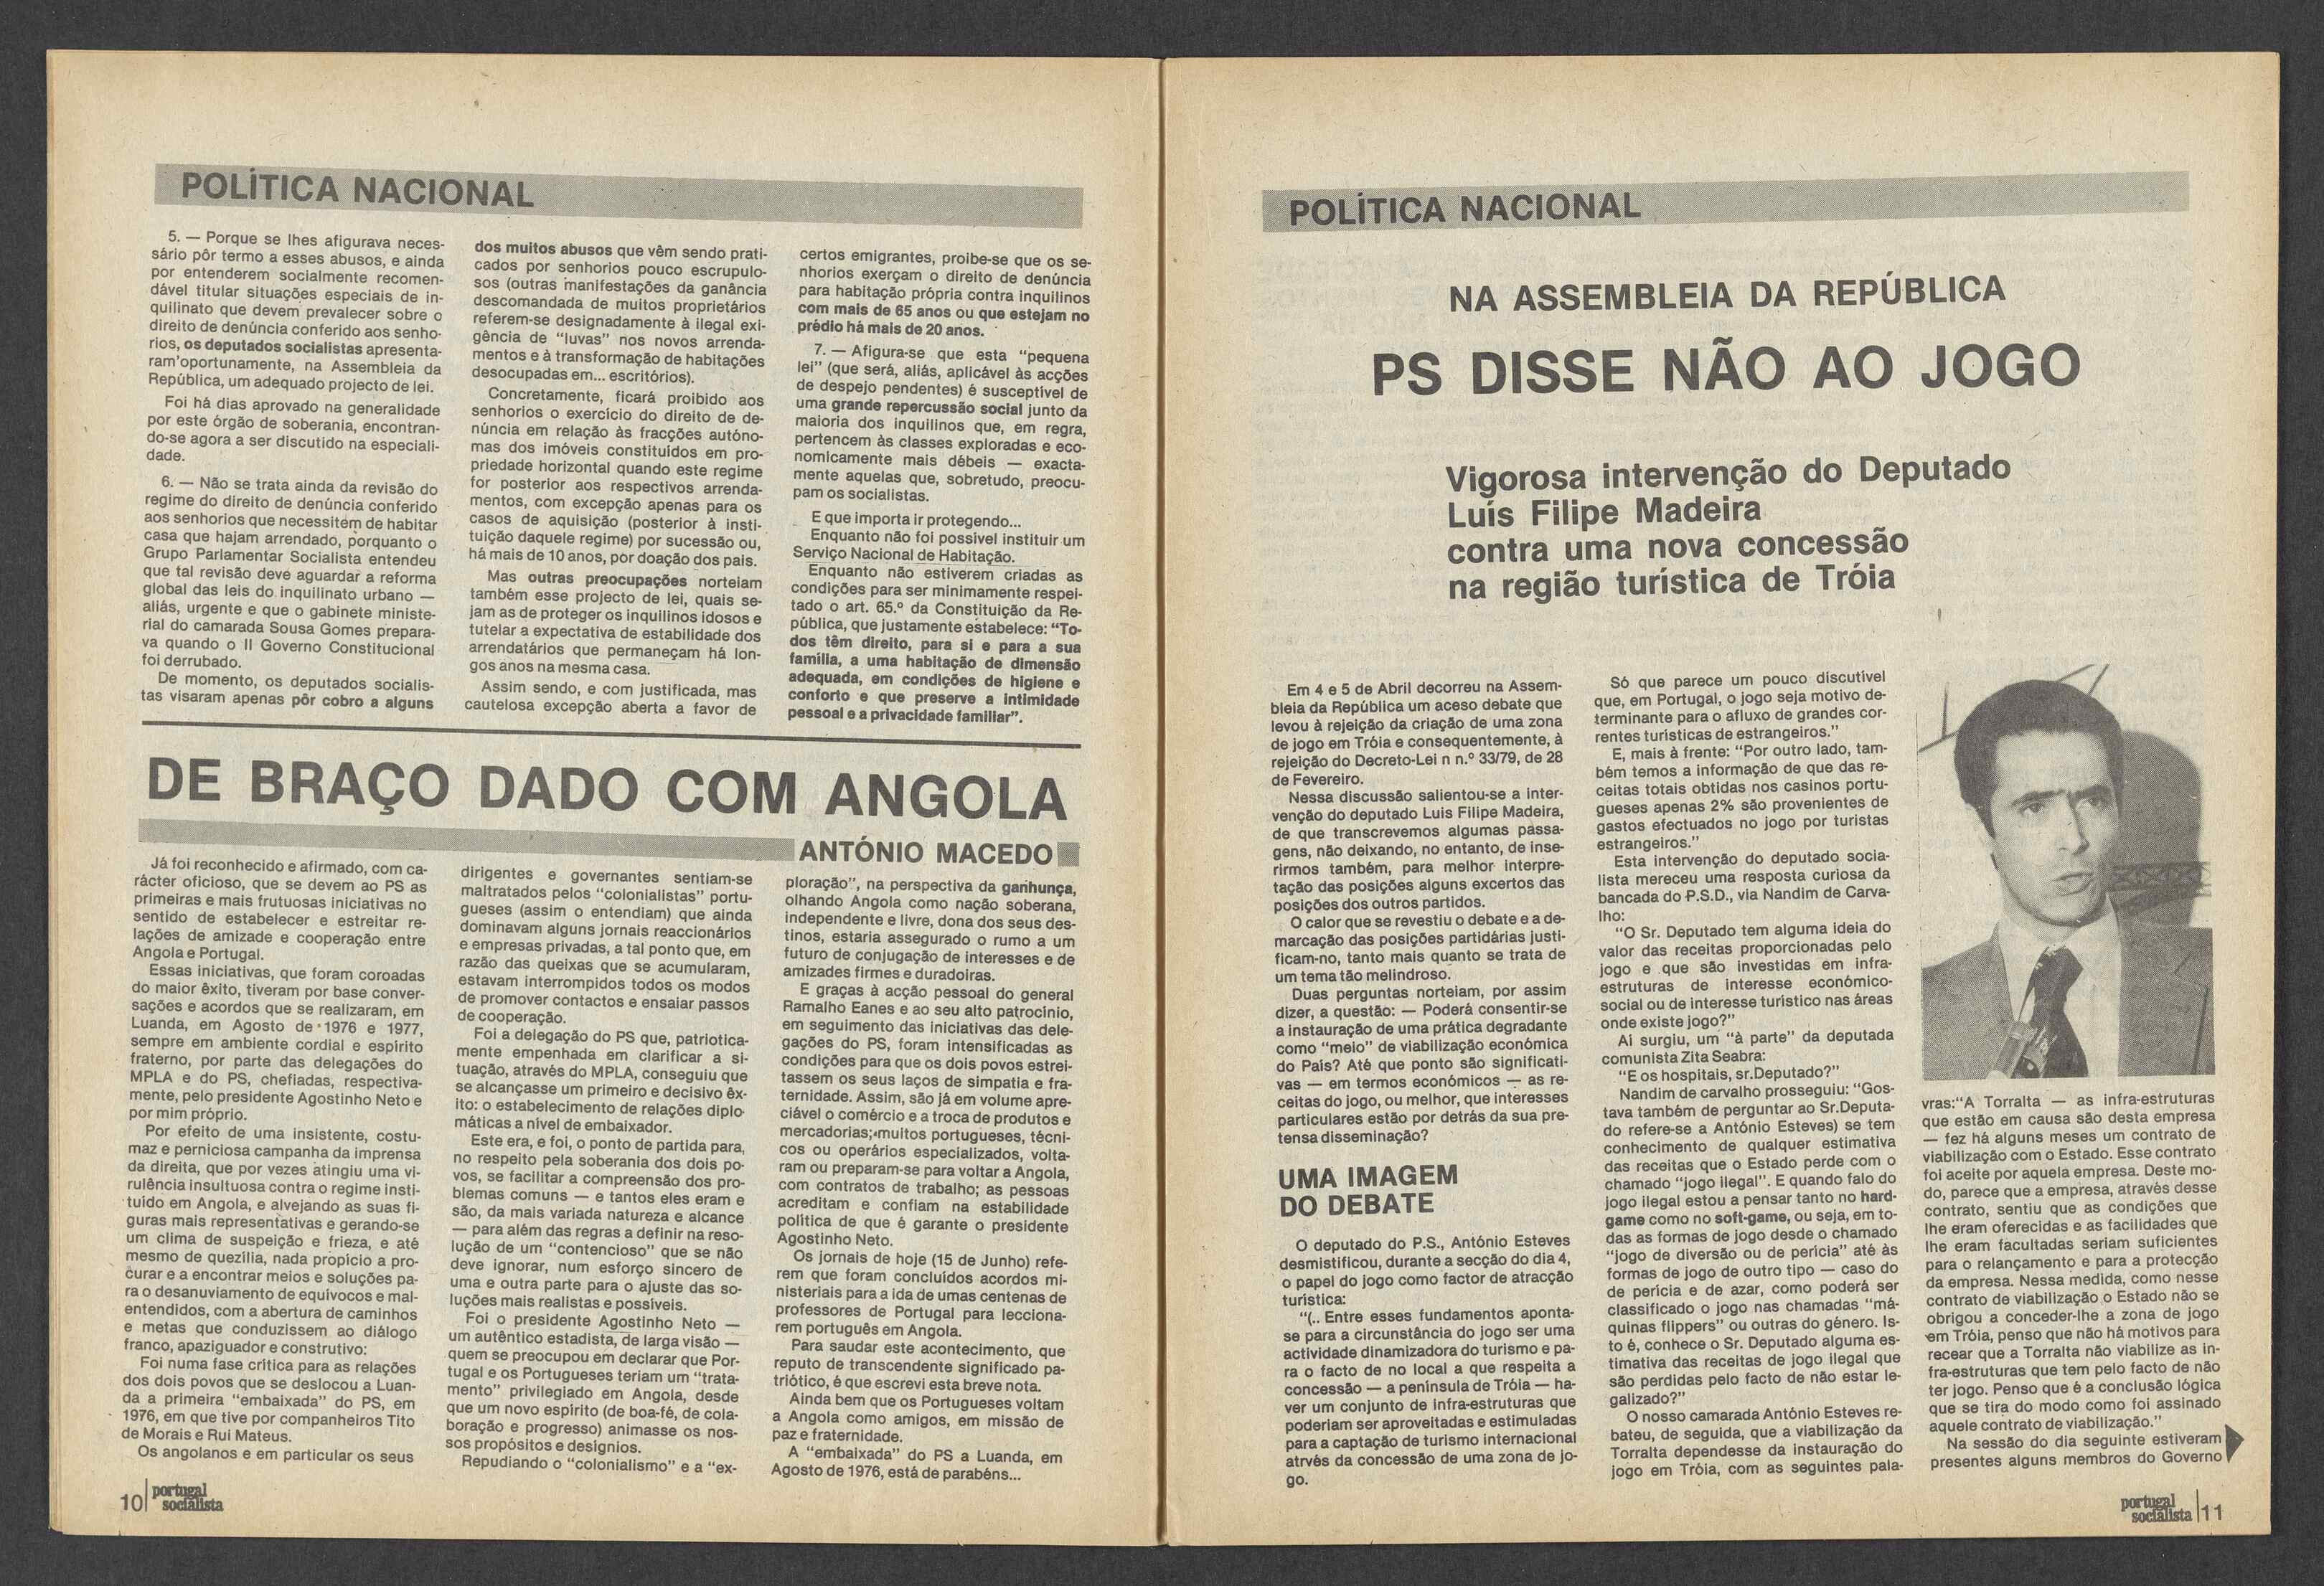 POLÍTICA NACIONAL
5. — Porque se lhes afigurava neces-
sário pôr termo a esses abusos, e ainda
por entenderem socialmente recomen-
dável titular situações especiais de in-
quilinato que devem prevalecer sobre o
direito de denúncia conferido aos senho-
rios, os deputados socialistas apresenta-
ram'oportunamente, na Assembleia da
República, um adequado projecto de lei.
Foi há dias aprovado na generalidade
por este órgão de soberania, encontran-
do-se agora a ser discutido na especiali-
dade.
6. — Não se trata ainda da revisão do
regime do direito de denúncia conferido
aos senhorios que necessitem de habitar
casa que hajam arrendado, porquanto o
Grupo Parlamentar Socialista entendeu
que tal revisão deve aguardar a reforma
global das leis do inquilinato urbano —
aliás, urgente e que o gabinete ministe-
rial do camarada Sousa Gomes prepara-
va quando o II Governo Constitucional
foi derrubado.
De momento, os deputados socialis-
tas visaram apenas pôr cobro a alguns
dos muitos abusos que vêm sendo prati-
cados por senhorios pouco escrupulo-
sos (outras manifestações da ganância
descomandada de muitos proprietários
referem-se designadamente à ilegal exi-
gência de "luvas" nos novos arrenda-
mentos e à transformação de habitações
desocupadas em... escritórios).
Concretamente, ficará proibido aos
senhorios o exercício do direito de de-
núncia em relação às fracções autóno-
mas dos imóveis constituídos em pro-
priedade horizontal quando este regime
for posterior aos respectivos arrenda-
mentos, com excepção apenas para os
casos de aquisição (posterior à insti-
tuição daquele regime) por sucessão ou,
há mais de 10 anos, por doação dos pais.
Mas outras preocupações norteiam
também esse projecto de lei, quais se-
jam as de proteger os inquilinos idosos e
tutelar a expectativa de estabilidade dos
arrendatários que permaneçam há lon-
gos anos na mesma casa.
Assim sendo, e com justificada, mas
cautelosa excepção aberta a favor de
certos emigrantes, proibe-se que os se-
nhorios exerçam o direito de denúncia
para habitação própria contra inquilinos
com mais de 65 anos ou que estejam no
prédio há mais de 20 anos.
7. — Afigura-se que esta "pequena
lei" (que será, aliás, aplicável às acções
de despejo pendentes) é susceptível de
uma grande repercussão social junto da
maioria dos inquilinos que, em regra,
pertencem às classes exploradas e eco-
nomicamente mais débeis — exacta-
mente aquelas que, sobretudo, preocu-
pam os socialistas.
E que importa ir protegendo...
Enquanto não foi possível instituir um
Serviço Nacional de Habitação.
Enquanto não estiverem criadas as
condições para ser minimamente respei-
tado o art. 65.º da Constituição da Re-
pública, que justamente estabelece: "To-
dos têm direito, para si e para a sua
família, a uma habitação de dimensão
adequada, em condições de higiene e
conforto e que preserve a intimidade
pessoal e a privacidade familiar".
DE BRAÇO DADO COM ANGOLA
ANTÓNIO MACEDO
Já foi reconhecido e afirmado, com ca-
rácter oficioso, que se devem ao PS as
primeiras e mais frutuosas iniciativas no
sentido de estabelecer e estreitar re-
lações de amizade e cooperação entre
Angola e Portugal.
Essas iniciativas, que foram coroadas
do maior êxito, tiveram por base conver-
sações e acordos que se realizaram, em
Luanda, em Agosto de 1976 e 1977,
sempre em ambiente cordial e espírito
fraterno, por parte das delegações do
MPLA e do PS, chefiadas, respectiva-
mente, pelo presidente Agostinho Neto e
por mim próprio.
Por efeito de uma insistente, costu-
maz e perniciosa campanha da imprensa
da direita, que por vezes atingiu uma vi-
rulência insultuosa contra o regime insti-
tuído em Angola, e alvejando as suas fi-
guras mais representativas e gerando-se
um clima de suspeição e frieza, e até
mesmo de quezília, nada propício a pro-
curar e a encontrar meios e soluções pa-
ra o desanuviamento de equívocos e mal-
entendidos, com a abertura de caminhos
e metas que conduzissem ao diálogo
franco, apaziguador e construtivo:
Foi numa fase crítica para as relações
dos dois povos que se deslocou a Luan-
da a primeira "embaixada" do PS, em
1976, em que tive por companheiros Tito
de Morais e Rui Mateus.
Os angolanos e em particular os seus
dirigentes e governantes sentiam-se
maltratados pelos "colonialistas" portu-
gueses (assim o entendiam) que ainda
dominavam alguns jornais reaccionários
e empresas privadas, a tal ponto que, em
razão das queixas que se acumularam,
estavam interrompidos todos os modos
de promover contactos e ensaiar passos
de cooperação.
Foi a delegação do PS que, patriotica-
mente empenhada em clarificar a si-
tuação, através do MPLA, conseguiu que
se alcançasse um primeiro e decisivo êx-
ito: o estabelecimento de relações diplo-
máticas a nível de embaixador.
Este era, e foi, o ponto de partida para,
no respeito pela soberania dos dois po-
vos, se facilitar a compreensão dos pro-
blemas comuns — e tantos eles eram e
são, da mais variada natureza e alcance
— para além das regras a definir na reso-
lução de um "contencioso" que se não
deve ignorar, num esforço sincero de
uma e outra parte para o ajuste das so-
luções mais realistas e possíveis.
Foi o presidente Agostinho Neto —
um autêntico estadista, de larga visão —
quem se preocupou em declarar que Por-
tugal e os Portugueses teriam um "trata-
mento" privilegiado em Angola, desde
que um novo espírito (de boa-fé, de cola-
boração e progresso) animasse os nos-
sos propósitos e desígnios.
Repudiando o "colonialismo" e a "ex-
ploração", na perspectiva da ganhunça,
olhando Angola como nação soberana,
independente e livre, dona dos seus des-
tinos, estaria assegurado o rumo a um
futuro de conjugação de interesses e de
amizades firmes e duradoiras.
E graças à acção pessoal do general
Ramalho Eanes e ao seu alto patrocínio,
em seguimento das iniciativas das dele-
gações do PS, foram intensificadas as
condições para que os dois povos estrei-
tassem os seus laços de simpatia e fra-
ternidade. Assim, são já em volume apre-
ciável o comércio e a troca de produtos e
mercadorias; muitos portugueses, técni-
cos ou operários especializados, volta-
ram ou preparam-se para voltar a Angola,
com contratos de trabalho; as pessoas
acreditam e confiam na estabilidade
política de que é garante o presidente
Agostinho Neto.
Os jornais de hoje (15 de Junho) refe-
rem que foram concluídos acordos mi-
nisteriais para a ida de umas centenas de
professores de Portugal para lecciona-
rem português em Angola.
Para saudar este acontecimento, que
reputo de transcendente significado pa-
triótico, é que escrevi esta breve nota.
Ainda bem que os Portugueses voltam
a Angola como amigos, em missão de
paz e fraternidade.
A "embaixada" do PS a Luanda, em
Agosto de 1976, está de parabéns...
10 portugal
socialista
POLÍTICA NACIONAL
NA ASSEMBLEIA DA REPÚBLICA
PS DISSE NÃO AO JOGO
Vigorosa intervenção do Deputado
Luís Filipe Madeira
contra uma nova concessão
na região turística de Tróia
Em 4 e 5 de Abril decorreu na Assem-
bleia da República um aceso debate que
levou à rejeição da criação de uma zona
de jogo em Tróia e consequentemente, à
rejeição do Decreto-Lei n n.º 33/79, de 28
de Fevereiro.
Nessa discussão salientou-se a inter-
venção do deputado Luis Filipe Madeira,
de que transcrevemos algumas passa-
gens, não deixando, no entanto, de inse-
rirmos também, para melhor interpre-
tação das posições alguns excertos das
posições dos outros partidos.
O calor que se revestiu o debate e a de-
marcação das posições partidárias justi-
ficam-no, tanto mais quanto se trata de
um tema tão melindroso.
Duas perguntas norteiam, por assim
dizer, a questão: — Poderá consentir-se
a instauração de uma prática degradante
como "meio" de viabilização económica
do País? Até que ponto são significati-
vas — em termos económicos — as re-
ceitas do jogo, ou melhor, que interesses
particulares estão por detrás da sua pre-
tensa disseminação?
UMA IMAGEM
DO DEBATE
O deputado do P.S., António Esteves
desmistificou, durante a secção do dia 4,
o papel do jogo como factor de atracção
turística:
"(.. Entre esses fundamentos aponta-
se para a circunstância do jogo ser uma
actividade dinamizadora do turismo e pa-
ra o facto de no local a que respeita a
concessão — a península de Tróia — ha-
ver um conjunto de infra-estruturas que
poderiam ser aproveitadas e estimuladas
para a captação de turismo internacional
atrvés da concessão de uma zona de jo-
go.
Só que parece um pouco discutível
que, em Portugal, o jogo seja motivo de-
terminante para o afluxo de grandes cor-
rentes turísticas de estrangeiros."
E, mais à frente: "Por outro lado, tam-
bém temos a informação de que das re-
ceitas totais obtidas nos casinos portu-
gueses apenas 2% são provenientes de
gastos efectuados no jogo por turistas
estrangeiros."
Esta intervenção do deputado socia-
lista mereceu uma resposta curiosa da
bancada do P.S.D., via Nandim de Carva-
lho:
"O Sr. Deputado tem alguma ideia do
valor das receitas proporcionadas pelo
jogo e que são investidas em infra-
estruturas de interesse económico-
social ou de interesse turístico nas áreas
onde existe jogo?"
Aí surgiu, um "à parte" da deputada
comunista Zita Seabra:
"E os hospitais, sr.Deputado?"
Nandim de carvalho prosseguiu: "Gos-
tava também de perguntar ao Sr.Deputa-
do refere-se a António Esteves) se tem
conhecimento de qualquer estimativa
das receitas que o Estado perde com o
chamado "jogo ilegal". E quando falo do
jogo ilegal estou a pensar tanto no hard-
game como no soft-game, ou seja, em to-
das as formas de jogo desde o chamado
"jogo de diversão ou de perícia" até às
formas de jogo de outro tipo — caso do
de perícia e de azar, como poderá ser
classificado o jogo nas chamadas "má-
quinas flippers" ou outras do género. Is-
to é, conhece o Sr. Deputado alguma es-
timativa das receitas de jogo ilegal que
são perdidas pelo facto de não estar le-
galizado?"
O nosso camarada António Esteves re-
bateu, de seguida, que a viabilização da
Torralta dependesse da instauração do
jogo em Tróia, com as seguintes pala-
vras:"A Torralta — as infra-estruturas
que estão em causa são desta empresa
— fez há alguns meses um contrato de
viabilização com o Estado. Esse contrato
foi aceite por aquela empresa. Deste mo-
do, parece que a empresa, através desse
contrato, sentiu que as condições que
lhe eram oferecidas e as facilidades que
lhe eram facultadas seriam suficientes
para o relançamento e para a protecção
da empresa. Nessa medida, como nesse
contrato de viabilização o Estado não se
obrigou a conceder-lhe a zona de jogo
em Tróia, penso que não há motivos para
recear que a Torralta não viabilize as in-
fra-estruturas que tem pelo facto de não
ter jogo. Penso que é a conclusão lógica
que se tira do modo como foi assinado
aquele contrato de viabilização."
Na sessão do dia seguinte estiveram
presentes alguns membros do Governo
portugal
socialista 11